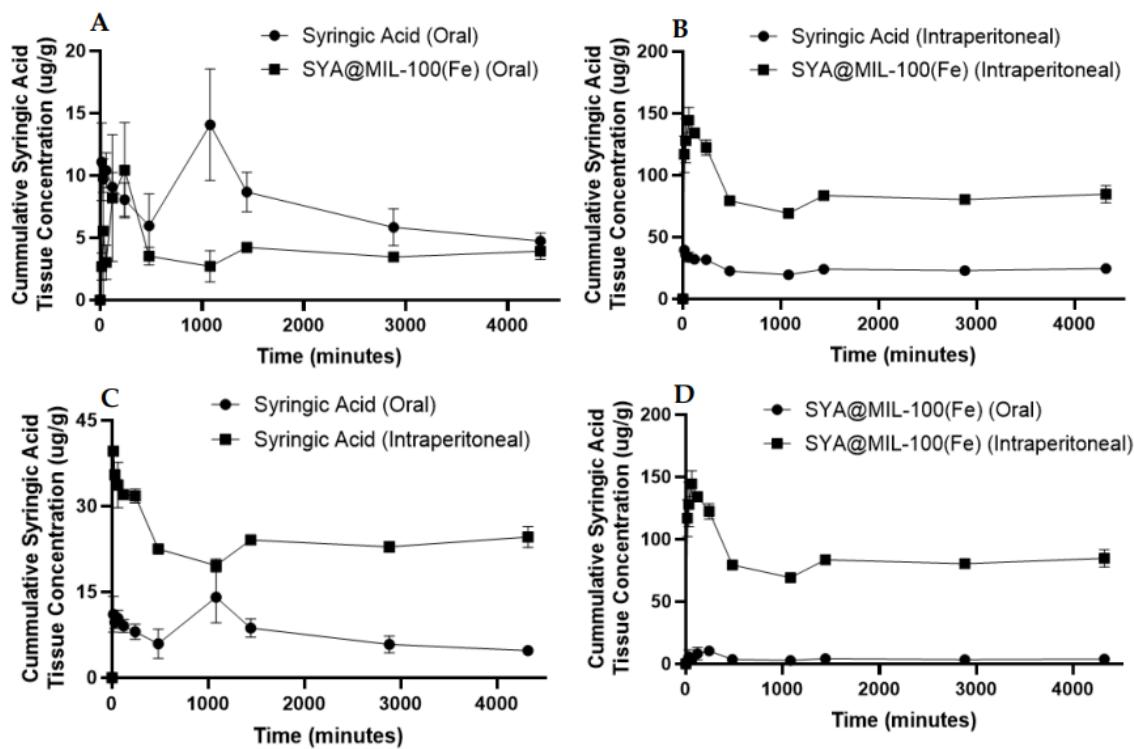 A
Syringic Acid (Oral)
SYA@MIL-100(Fe) (Oral)
Cummulative Syringic Acid
Tissue Concentration (ug/g)
20
15
10
5
0
0 1000 2000 3000 4000
Time (minutes)
B
Syringic Acid (Intraperitoneal)
SYA@MIL-100(Fe) (Intraperitoneal)
Cummulative Syringic Acid
Tissue Concentration (ug/g)
200
150
100
50
0
0 1000 2000 3000 4000
Time (minutes)
C
Syringic Acid (Oral)
Syringic Acid (Intraperitoneal)
Cummulative Syringic Acid
Tissue Concentration (ug/g)
45
30
15
0
0 1000 2000 3000 4000
Time (minutes)
D
SYA@MIL-100(Fe) (Oral)
SYA@MIL-100(Fe) (Intraperitoneal)
Cummulative Syringic Acid
Tissue Concentration (ug/g)
200
150
100
50
0
0 1000 2000 3000 4000
Time (minutes)